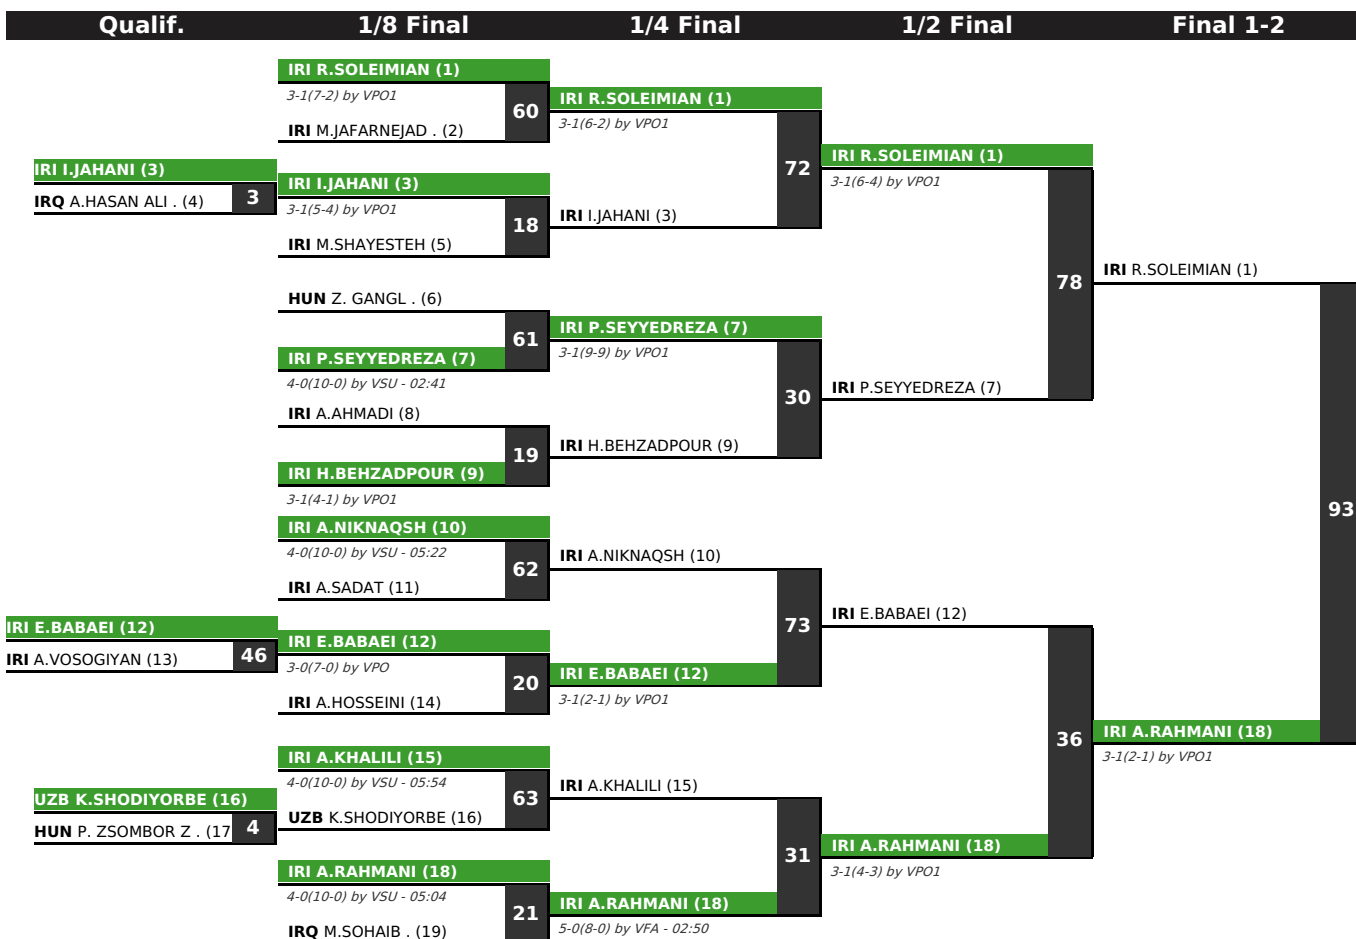 Qualif. 1/8 Final 1/4 Final 1/2 Final Final 1-2
IRI I.JAHANI (3)
IRQ A.HASAN ALI . (4)
3
IRI E.BABAEI (12)
IRI A.VOSOGIYAN (13)
46
UZB K.SHODIYORBE (16)
HUN P. ZSOMBOR Z . (17
4
IRI R.SOLEIMIAN (1)
3-1(7-2) by VPO1
IRI M.JAFARNEJAD . (2)
60
IRI I.JAHANI (3)
3-1(5-4) by VPO1
IRI M.SHAYESTEH (5)
18
HUN Z. GANGL . (6)
61
IRI P.SEYYEDREZA (7)
4-0(10-0) by VSU - 02:41
IRI A.AHMADI (8)
19
IRI H.BEHZADPOUR (9)
3-1(4-1) by VPO1
IRI A.NIKNAQSH (10)
4-0(10-0) by VSU - 05:22
IRI A.SADAT (11)
62
IRI E.BABAEI (12)
3-0(7-0) by VPO
IRI A.HOSSEINI (14)
20
IRI A.KHALILI (15)
4-0(10-0) by VSU - 05:54
UZB K.SHODIYORBE (16)
63
IRI A.RAHMANI (18)
4-0(10-0) by VSU - 05:04
IRQ M.SOHAIB . (19)
21
IRI R.SOLEIMIAN (1)
3-1(6-2) by VPO1
72
IRI I.JAHANI (3)
IRI P.SEYYEDREZA (7)
3-1(9-9) by VPO1
30
IRI H.BEHZADPOUR (9)
IRI A.NIKNAQSH (10)
73
IRI E.BABAEI (12)
3-1(2-1) by VPO1
IRI A.KHALILI (15)
31
IRI A.RAHMANI (18)
5-0(8-0) by VFA - 02:50
IRI R.SOLEIMIAN (1)
3-1(6-4) by VPO1
78
IRI P.SEYYEDREZA (7)
IRI E.BABAEI (12)
36
IRI A.RAHMANI (18)
3-1(4-3) by VPO1
IRI R.SOLEIMIAN (1)
93
IRI A.RAHMANI (18)
3-1(2-1) by VPO1